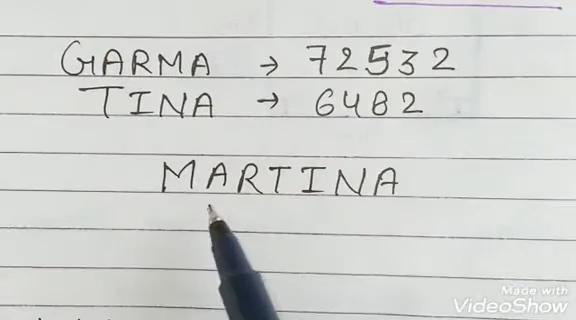 GARMA → 72532
TINA → 6482
MARTINA
Made with
VideoShow